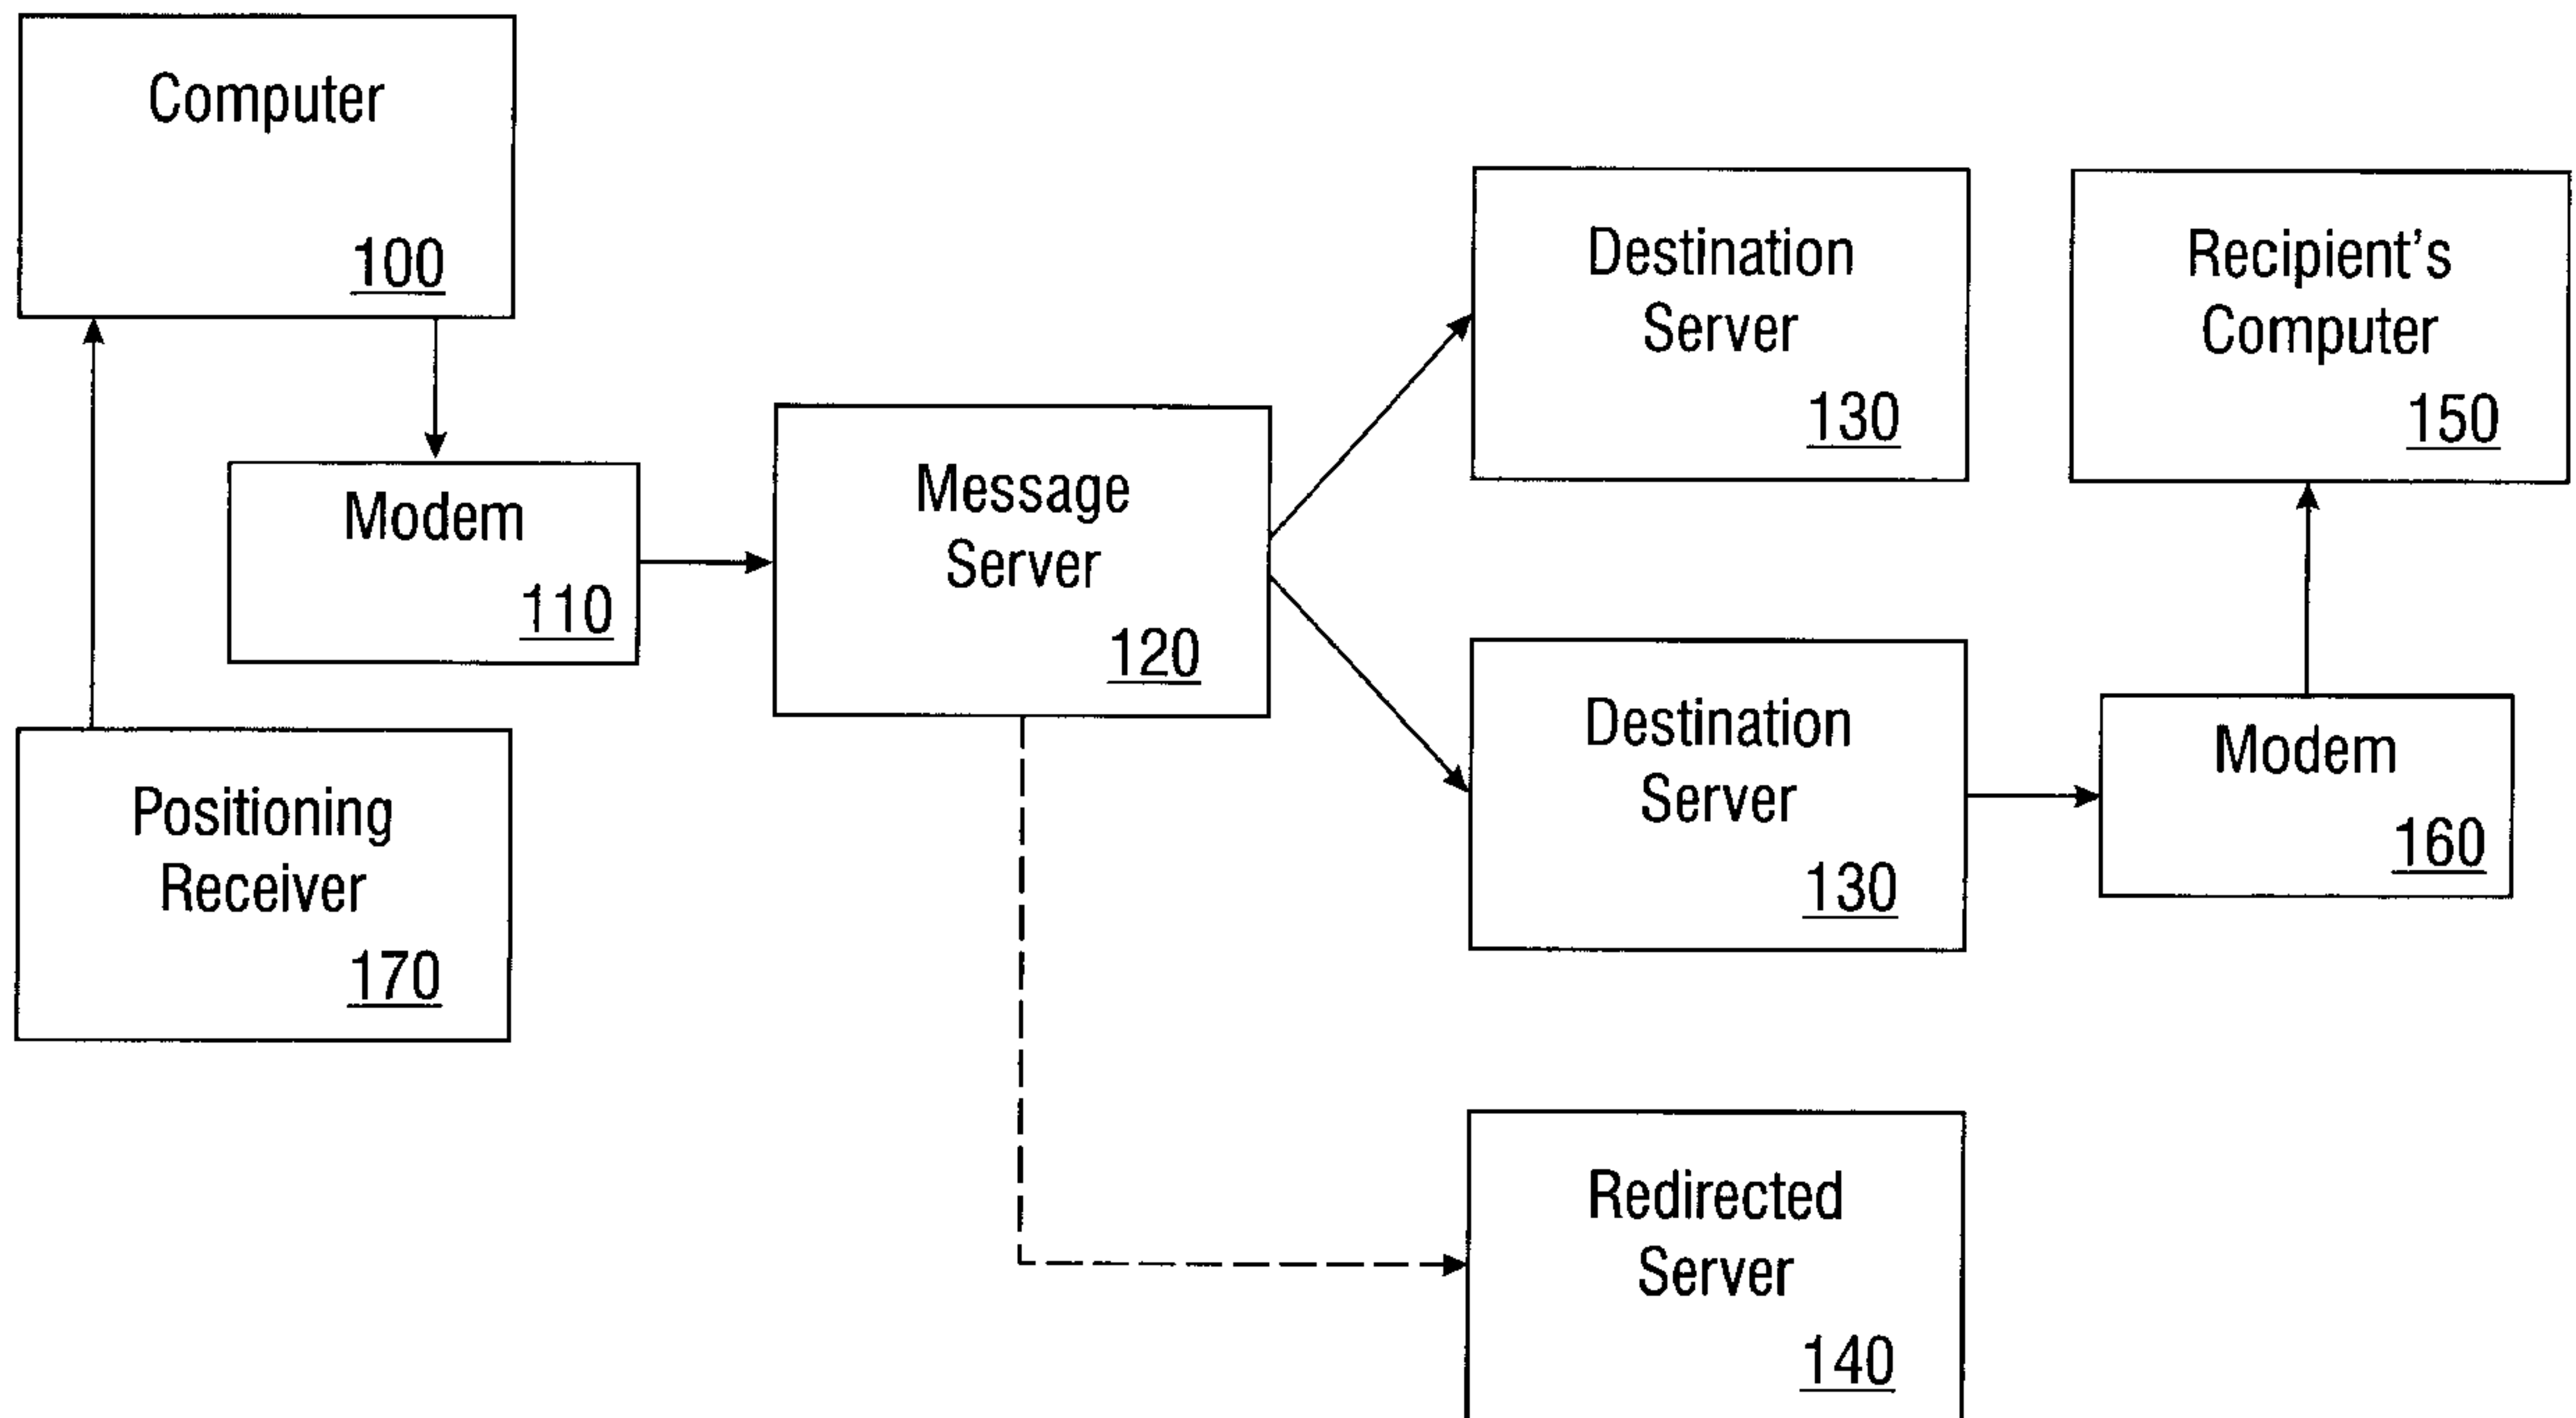 Computer
100
Modem
110
Positioning
Receiver
170
Message
Server
120
Destination
Server
130
Destination
Server
130
Redirected
Server
140
Recipient's
Computer
150
Modem
160